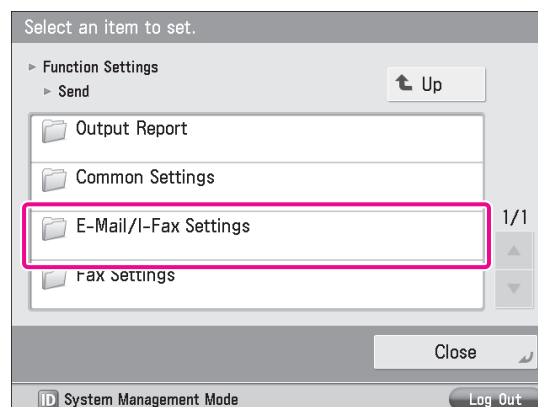 Select an item to set.
Function Settings
Send
Up
Output Report
Common Settings
E-Mail/I-Fax Settings
1/1
Fax Settings
Close
ID System Management Mode
Log Out